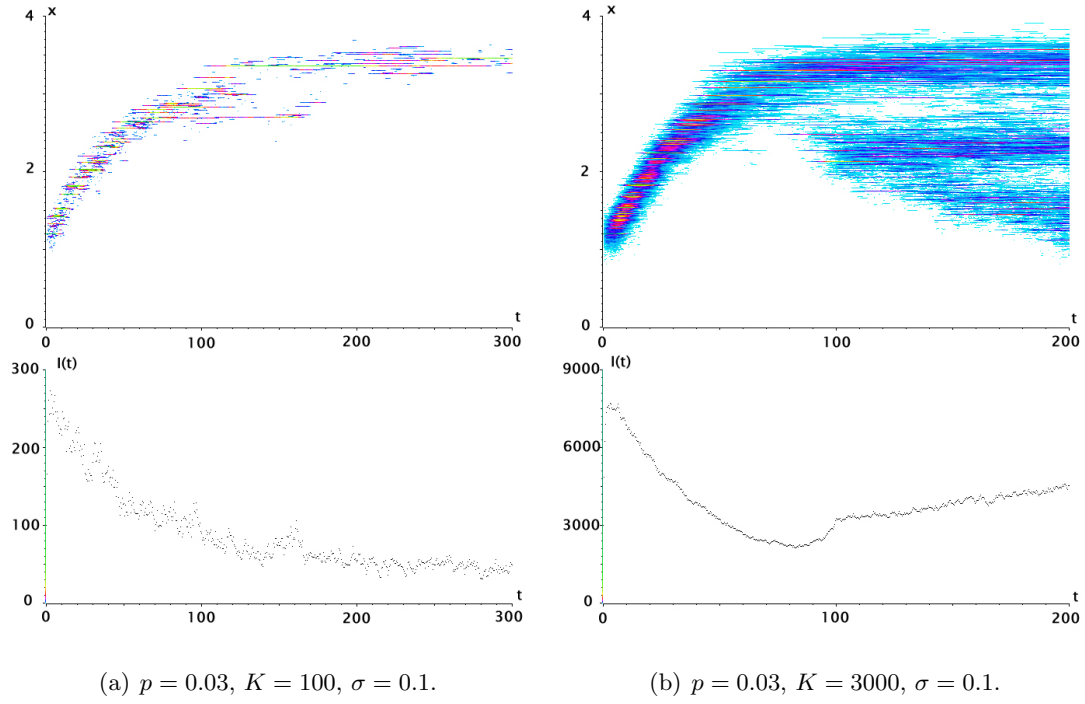 4 x
2
0
0 100 200 300 t
4 x
2
0
0 100 200 t
300 I(t)
200
100
0
0 100 200 300 t
9000 I(t)
6000
3000
0
0 100 200 t
(a) p = 0.03, K = 100, σ = 0.1.
(b) p = 0.03, K = 3000, σ = 0.1.